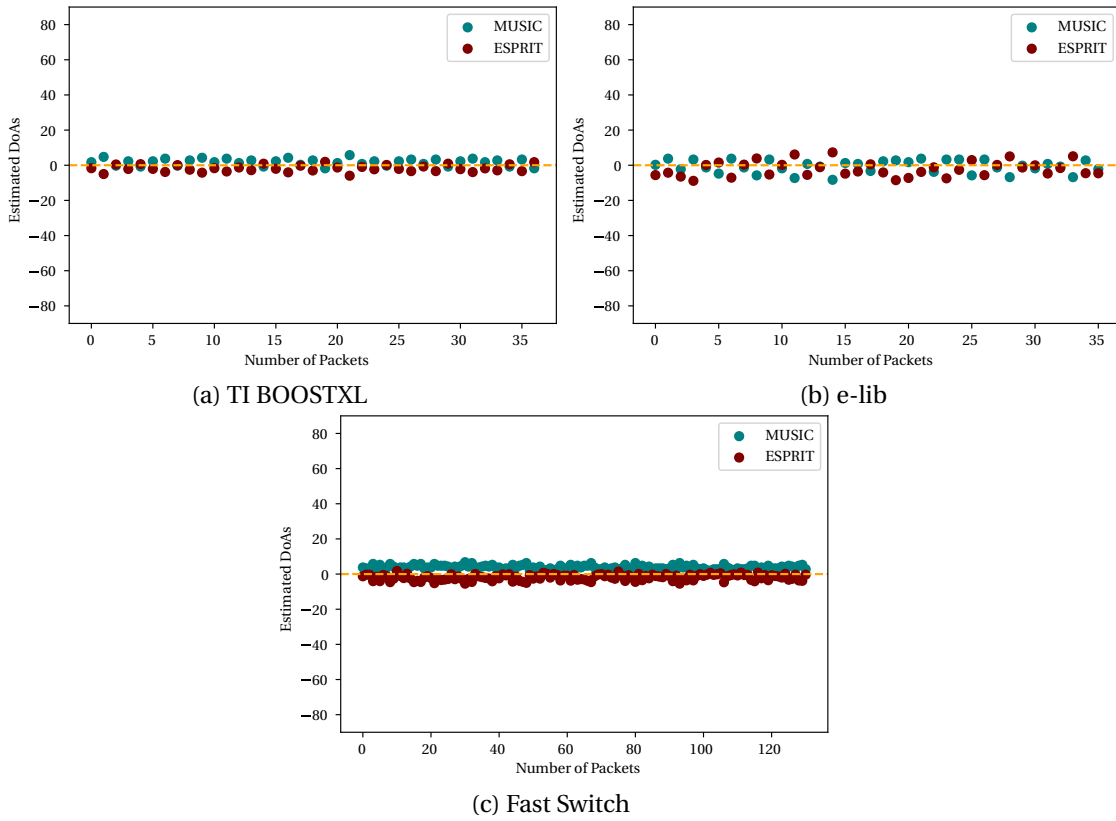 80
60
40
20
0
−20
−40
−60
−80
Estimated DoAs
MUSIC
ESPRIT
0 5 10 15 20 25 30 35
Number of Packets
(a) TI BOOSTXL
80
60
40
20
0
−20
−40
−60
−80
Estimated DoAs
MUSIC
ESPRIT
0 5 10 15 20 25 30 35
Number of Packets
(b) e-lib
80
60
40
20
0
−20
−40
−60
−80
Estimated DoAs
MUSIC
ESPRIT
0 20 40 60 80 100 120
Number of Packets
(c) Fast Switch